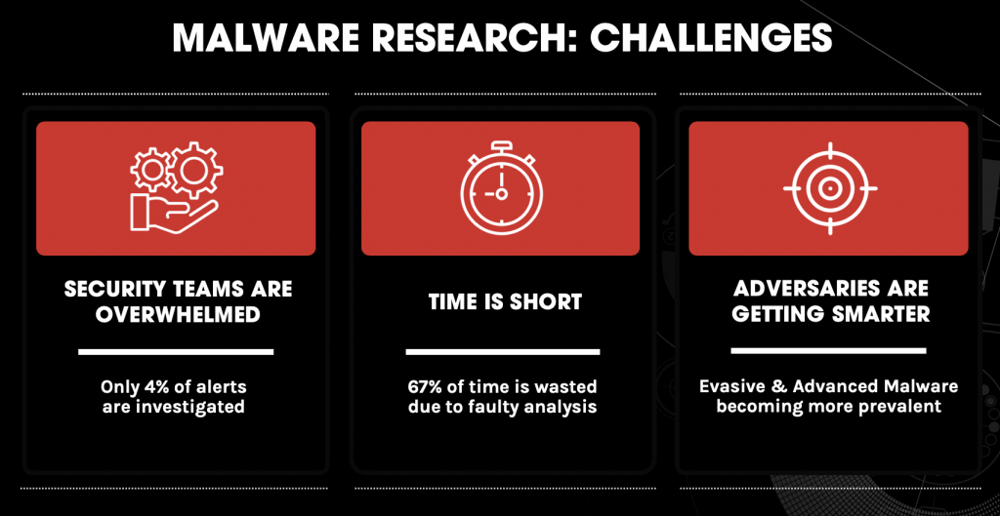 MALWARE RESEARCH: CHALLENGES
SECURITY TEAMS ARE
OVERWHELMED
Only 4% of alerts
are investigated
TIME IS SHORT
67% of time is wasted
due to faulty analysis
ADVERSARIES ARE
GETTING SMARTER
Evasive & Advanced Malware
becoming more prevalent